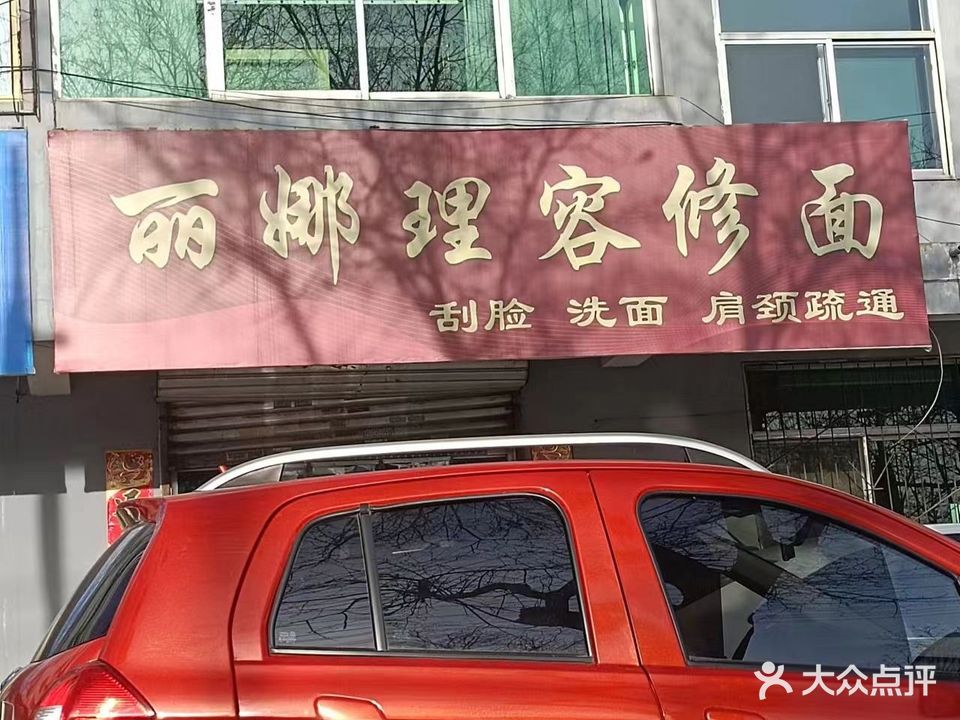 丽娜理容修面
刮脸 洗面 肩颈疏通
大众点评